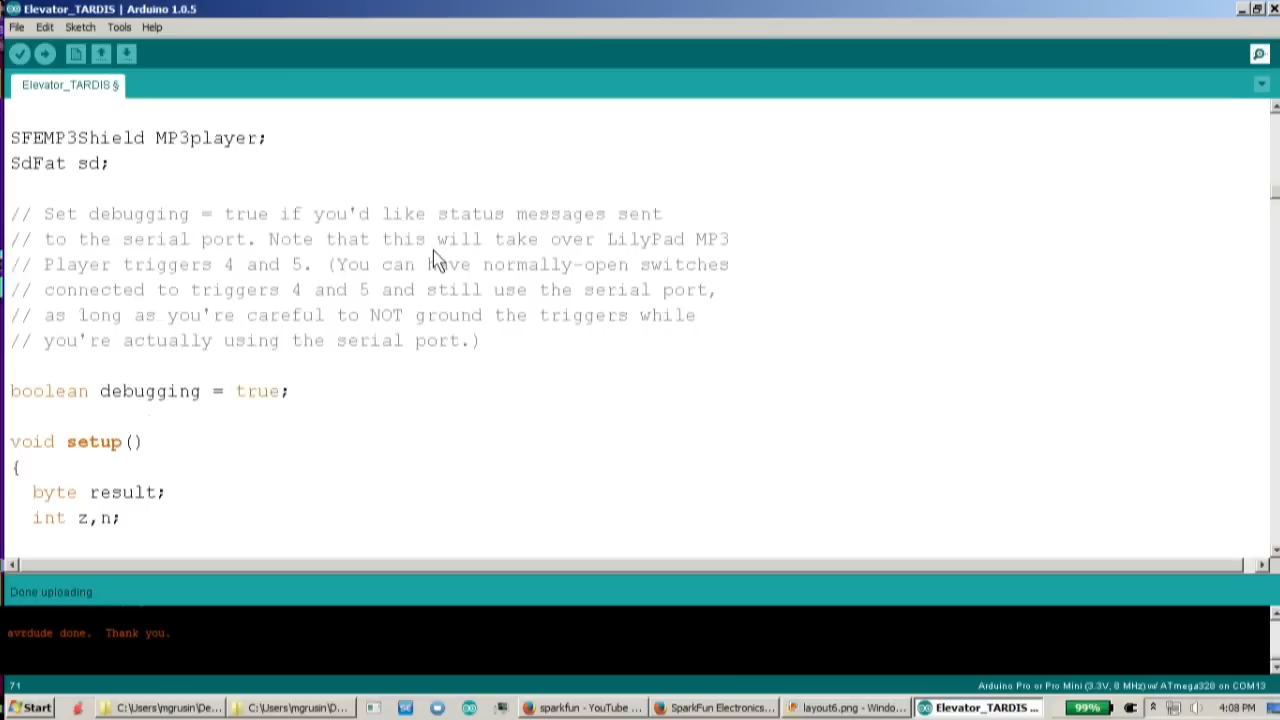 Elevator_TARDIS | Arduino 1.0.5
File Edit Sketch Tools Help
Elevator_TARDIS §
SFEMP3Shield MP3player;
SdFat sd;
// Set debugging = true if you'd like status messages sent
// to the serial port. Note that this will take over LilyPad MP3
// Player triggers 4 and 5. (You can have normally-open switches
// connected to triggers 4 and 5 and still use the serial port,
// as long as you're careful to NOT ground the triggers while
// you're actually using the serial port.)
boolean debugging = true;
void setup()
{
byte result;
int z,n;
Done uploading.
avrdude done.  Thank you.
71
Arduino Pro or Pro Mini (3.3V, 8 MHz) w/ ATmega328 on COM13
Start C:\Users\mgrusin\De... C:\Users\mgrusin\D... sparkfun - YouTube ... SparkFun Electronics... layout6.png - Windo... Elevator_TARDIS ... 99% 4:08 PM